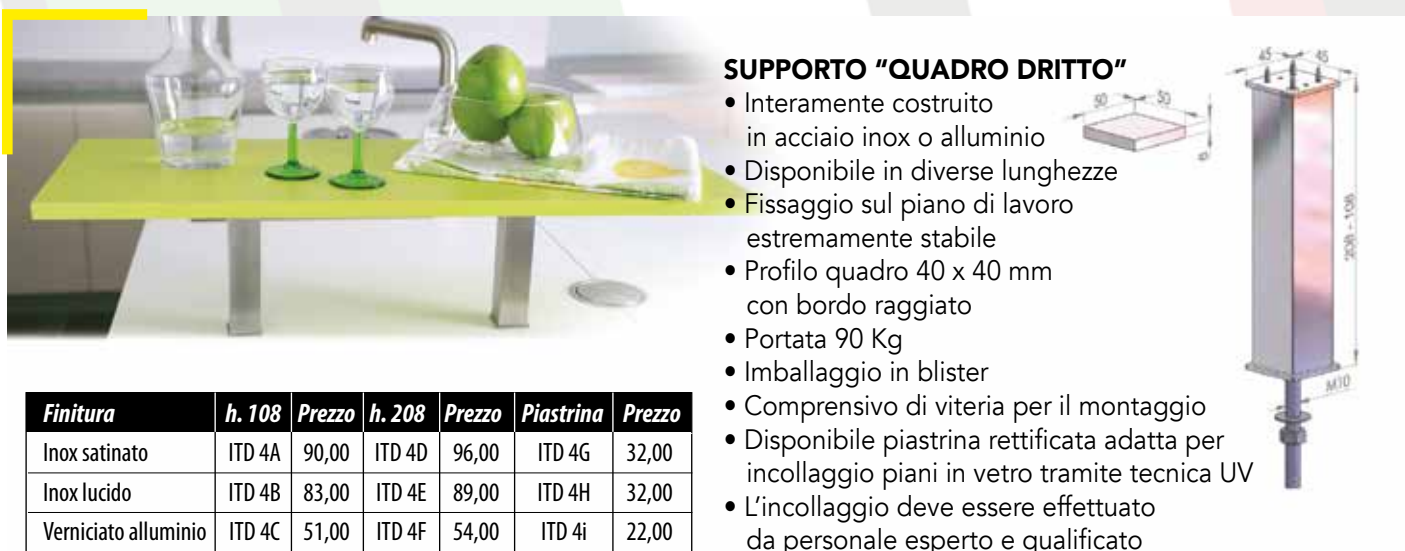 SUPPORTO “QUADRO DRITTO”
• Interamente costruito
in acciaio inox o alluminio
• Disponibile in diverse lunghezze
• Fissaggio sul piano di lavoro
estremamente stabile
• Profilo quadro 40 x 40 mm
con bordo raggiato
• Portata 90 Kg
• Imballaggio in blister
• Comprensivo di viteria per il montaggio
• Disponibile piastrina rettificata adatta per
incollaggio piani in vetro tramite tecnica UV
• L’incollaggio deve essere effettuato
da personale esperto e qualificato
45 45
50 50
208 - 108
M10
Finitura h. 108 Prezzo h. 208 Prezzo Piastrina Prezzo
Inox satinato ITD 4A 90,00 ITD 4D 96,00 ITD 4G 32,00
Inox lucido ITD 4B 83,00 ITD 4E 89,00 ITD 4H 32,00
Verniciato alluminio ITD 4C 51,00 ITD 4F 54,00 ITD 4i 22,00